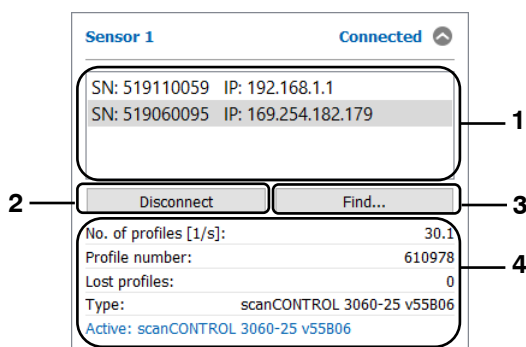 Sensor 1 Connected
SN: 519110059 IP: 192.168.1.1
SN: 519060095 IP: 169.254.182.179
1
2 Disconnect Find... 3
No. of profiles [1/s]: 30.1
Profile number: 610978
4
Lost profiles: 0
Type: scanCONTROL 3060-25 v55B06
Active: scanCONTROL 3060-25 v55B06